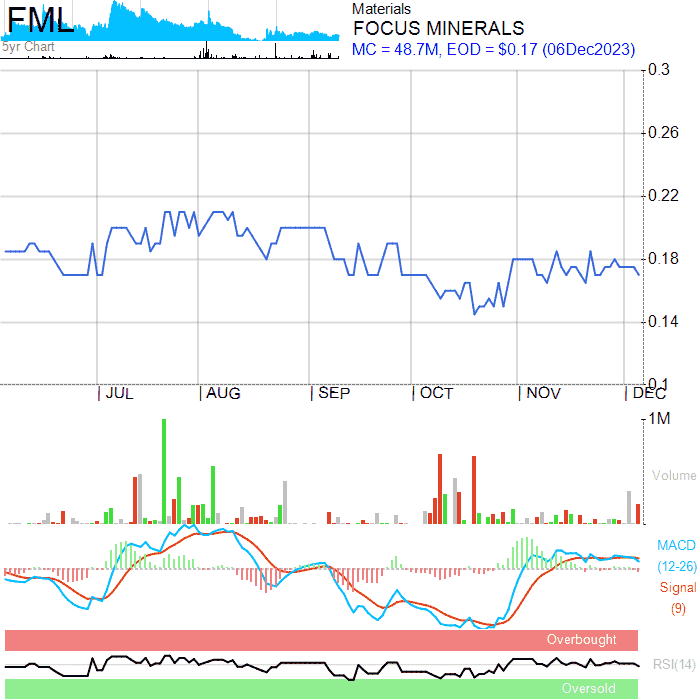 FML
5yr Chart
Materials
FOCUS MINERALS
MC = 48.7M, EOD = $0.17 (06Dec2023)
0.3
0.26
0.22
0.18
0.14
0.1
JUL AUG SEP OCT NOV DEC
1M
Volume
MACD
(12-26)
Signal
(9)
Overbought
RSI(14)
Oversold